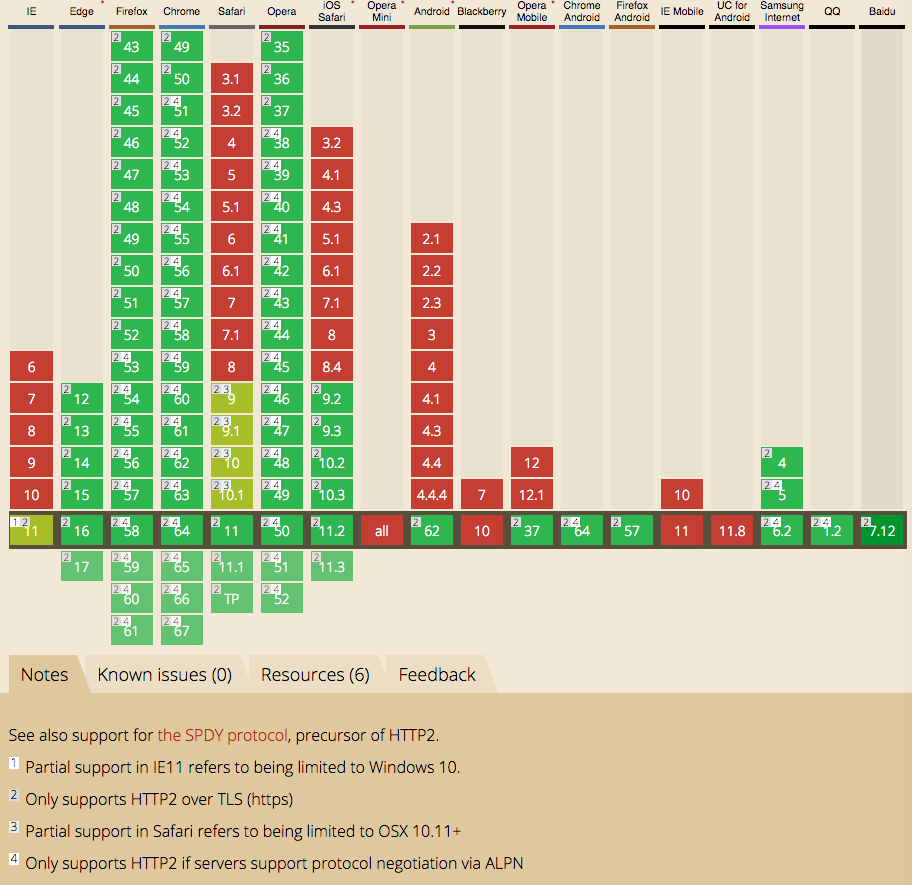 IE Edge * Firefox Chrome Safari Opera iOS Safari * Opera Mini * Android * Blackberry Opera Mobile * Chrome Android Firefox Android IE Mobile UC for Android Samsung Internet QQ Baidu
2 43 2 49 2 35
2 44 2 50 3.1 2 36
2 45 2 4 51 3.2 2 37
2 46 2 4 52 4 2 4 38 3.2
2 47 2 4 53 5 2 4 39 4.1
2 48 2 4 54 5.1 2 4 40 4.3
2 49 2 4 55 6 2 4 41 5.1 2.1
2 50 2 4 56 6.1 2 4 42 6.1 2.2
2 51 2 4 57 7 2 4 43 7.1 2.3
2 52 2 4 58 7.1 2 4 44 8 3
6 2 4 53 2 4 59 8 2 4 45 8.4 4
7 2 12 2 4 54 2 4 60 2 3 9 2 4 46 2 9.2 4.1
8 2 13 2 4 55 2 4 61 2 3 9.1 2 4 47 2 9.3 4.3
9 2 14 2 4 56 2 4 62 2 3 10 2 4 48 2 10.2 4.4 12 2 4
10 2 15 2 4 57 2 4 63 2 3 10.1 2 4 49 2 10.3 4.4.4 7 12.1 10 2 4 5
1 2 11 2 16 2 4 58 2 4 64 2 11 2 4 50 2 11.2 all 2 62 10 2 37 2 4 64 2 57 11 11.8 2 4 6.2 2 4 1.2 2 7.12
2 17 2 4 59 2 4 65 2 11.1 2 4 51 2 11.3
2 4 60 2 4 66 2 TP 2 4 52
2 4 61 2 4 67
Notes Known issues (0) Resources (6) Feedback
See also support for the SPDY protocol, precursor of HTTP2.
1 Partial support in IE11 refers to being limited to Windows 10.
2 Only supports HTTP2 over TLS (https)
3 Partial support in Safari refers to being limited to OSX 10.11+
4 Only supports HTTP2 if servers support protocol negotiation via ALPN